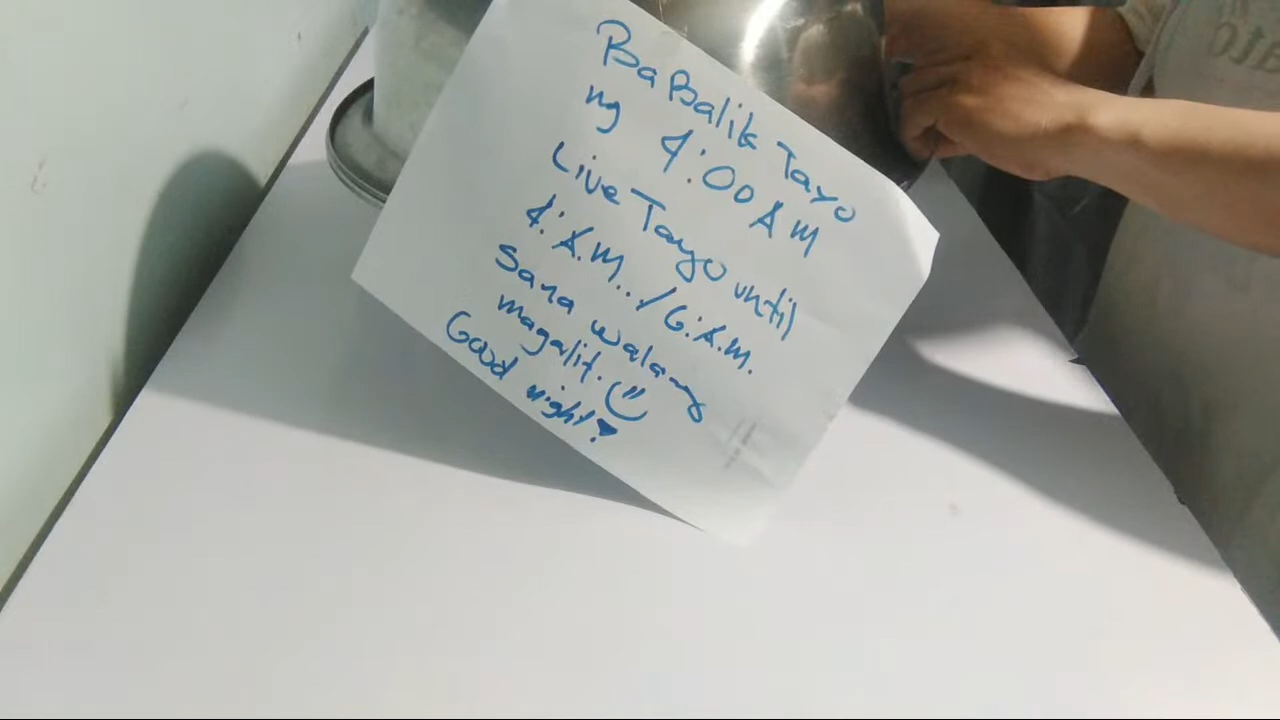 BaBalik Tayo
ng 4:00 AM
Live Tayo until
4: A.M.. / 6: A.M.
Sana walang
magalit.
Good night